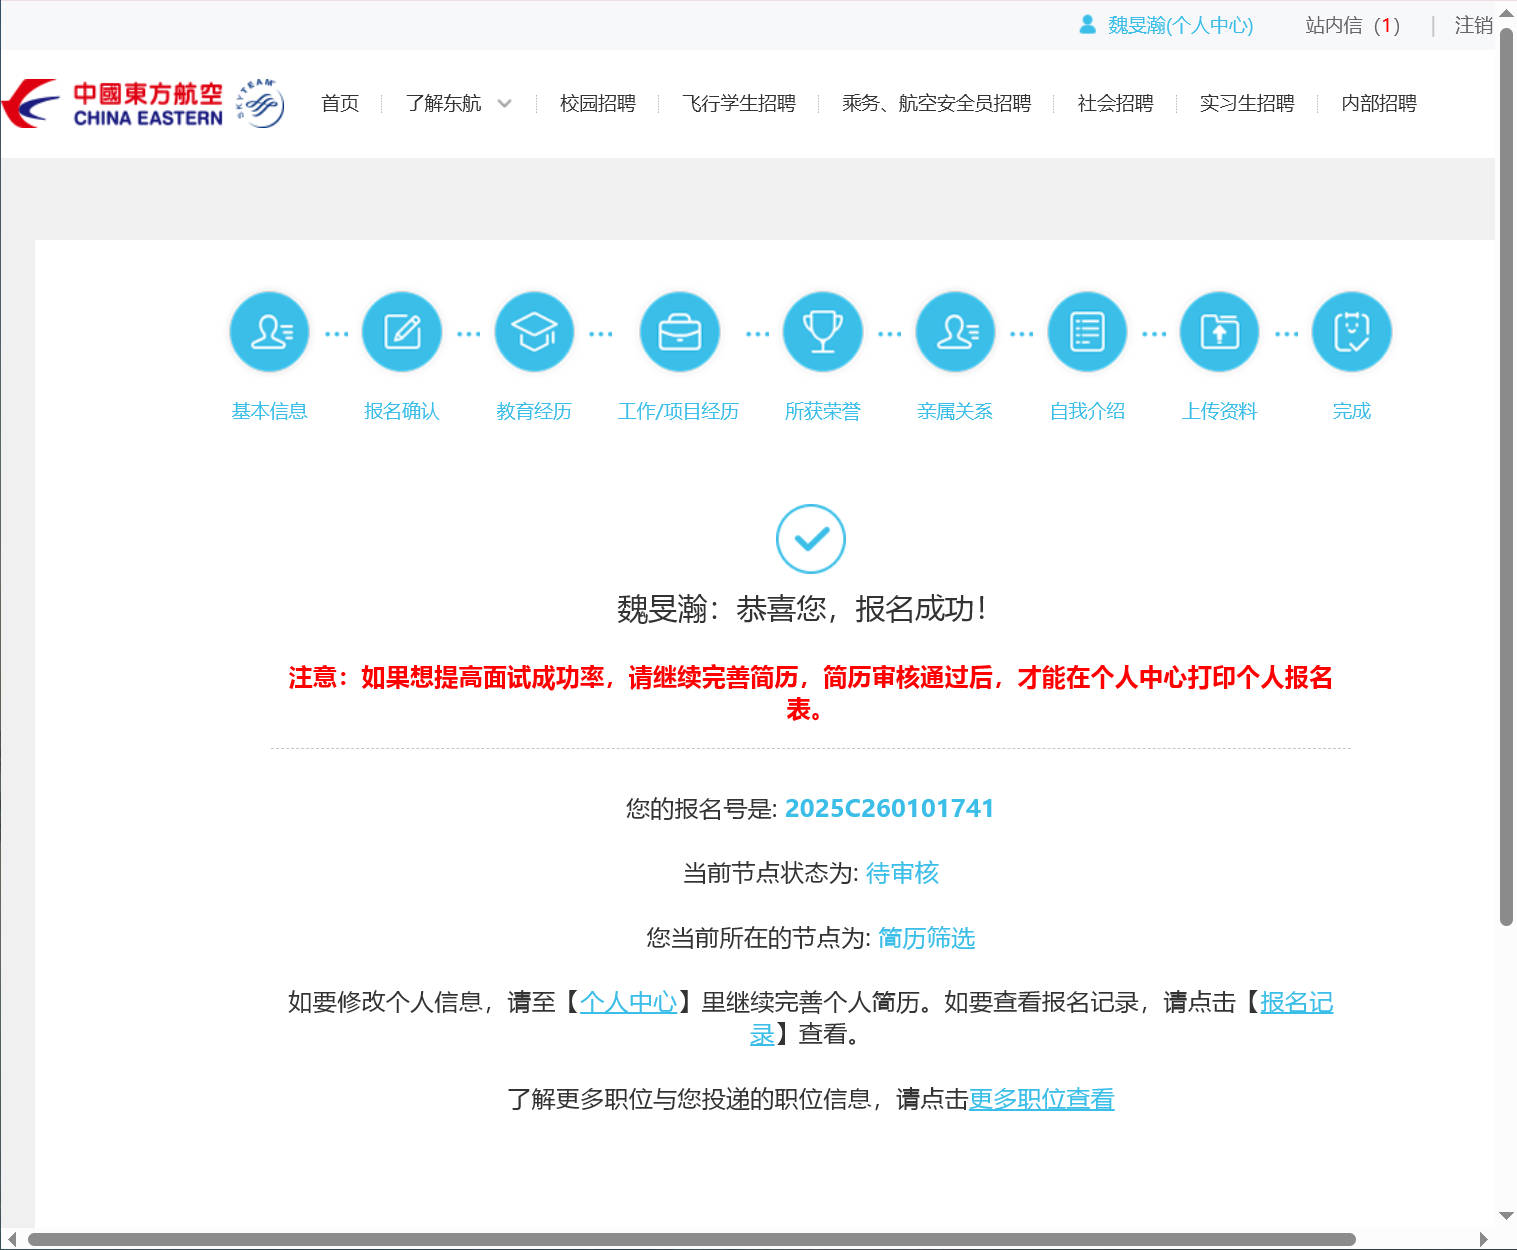 魏旻瀚(个人中心) 站内信 (1) | 注销
中國東方航空
CHINA EASTERN
SKYTEAM
首页 了解东航 校园招聘 飞行学生招聘 乘务、航空安全员招聘 社会招聘 实习生招聘 内部招聘
基本信息 报名确认 教育经历 工作/项目经历 所获荣誉 亲属关系 自我介绍 上传资料 完成
魏旻瀚：恭喜您，报名成功！
注意：如果想提高面试成功率，请继续完善简历，简历审核通过后，才能在个人中心打印个人报名
表。
您的报名号是: 2025C260101741
当前节点状态为: 待审核
您当前所在的节点为: 简历筛选
如要修改个人信息，请至【个人中心】里继续完善个人简历。如要查看报名记录，请点击【报名记
录】查看。
了解更多职位与您投递的职位信息，请点击更多职位查看